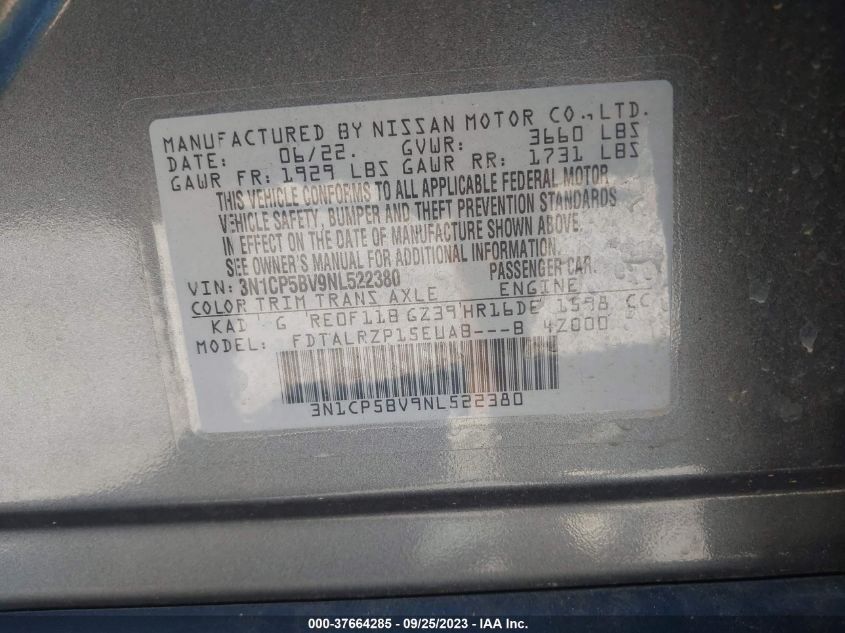 MANUFACTURED BY NISSAN MOTOR CO.,LTD.
DATE: 06/22. GVWR: 3660 LBS
GAWR FR: 1929 LBS GAWR RR: 1731 LBS
THIS VEHICLE CONFORMS TO ALL APPLICABLE FEDERAL MOTOR
VEHICLE SAFETY, BUMPER AND THEFT PREVENTION STANDARDS
IN EFFECT ON THE DATE OF MANUFACTURE SHOWN ABOVE.
SEE OWNER'S MANUAL FOR ADDITIONAL INFORMATION.
VIN: 3N1CP5BV9NL522380 PASSENGER CAR.
COLOR TRIM TRANS AXLE ENGINE
KAD G RE0F11B GZ39 HR16DE 1598 CC
MODEL: FDTALRZP15EUAB---B 4Z000
3N1CP5BV9NL522380
000-37664285 - 09/25/2023 - IAA Inc.